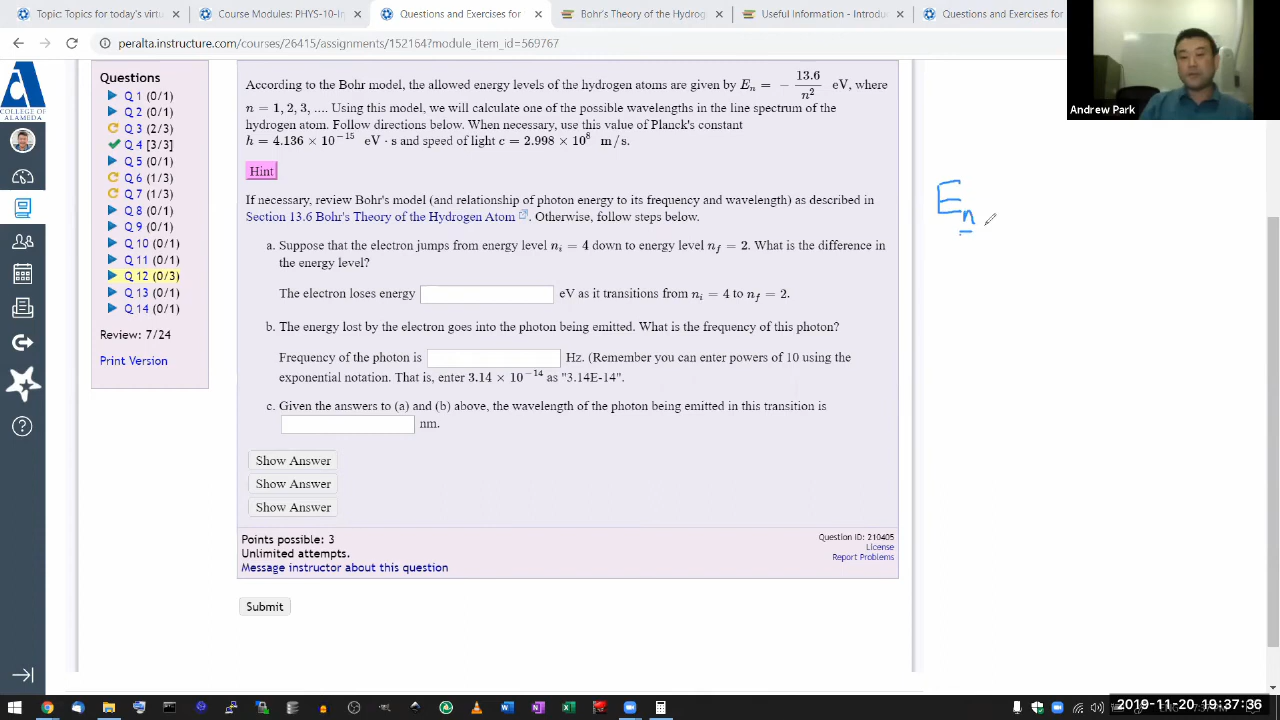 Topic: Topics for today's virtu
Course Modules: PHYS-10-In
Questions and Exercises for
Bohr's Theory of the Hydrog
Useful Information - Introduc
Questions and Exercises for
peralta.instructure.com/courses/26415/assignments/152164?module_item_id=569767
Andrew Park
COLLEGE OF
ALAMEDA
Questions
Q 1 (0/1)
Q 2 (0/1)
Q 3 (2/3)
Q 4 [3/3]
Q 5 (0/1)
Q 6 (1/3)
Q 7 (1/3)
Q 8 (0/1)
Q 9 (0/1)
Q 10 (0/1)
Q 11 (0/1)
Q 12 (0/3)
Q 13 (0/1)
Q 14 (0/1)
Review: 7/24
Print Version
According to the Bohr model, the allowed energy levels of the hydrogen atoms are given by Eₙ = − 13.6/n² eV, where
n = 1, 2, 3, ... Using this model, we will calculate one of the possible wavelengths in the spectrum of the
hydrogen atom. Follow directions below. When necessary, use this value of Planck's constant
h = 4.136 × 10⁻¹⁵ eV · s and speed of light c = 2.998 × 10⁸ m/s.
Hint
If necessary, review Bohr's model (and relationship of photon energy to its frequency and wavelength) as described in
Section 13.6 Bohr's Theory of the Hydrogen Atom. Otherwise, follow steps below.
a. Suppose that the electron jumps from energy level nᵢ = 4 down to energy level n_f = 2. What is the difference in
the energy level?
The electron loses energy eV as it transitions from nᵢ = 4 to n_f = 2.
b. The energy lost by the electron goes into the photon being emitted. What is the frequency of this photon?
Frequency of the photon is Hz. (Remember you can enter powers of 10 using the
exponential notation. That is, enter 3.14 × 10⁻¹⁴ as "3.14E-14".
c. Given the answers to (a) and (b) above, the wavelength of the photon being emitted in this transition is
nm.
Show Answer
Show Answer
Show Answer
Points possible: 3
Unlimited attempts.
Message instructor about this question
Question ID: 210405
License
Report Problems
Submit
Eₙ
2019-11-20 19:37:36